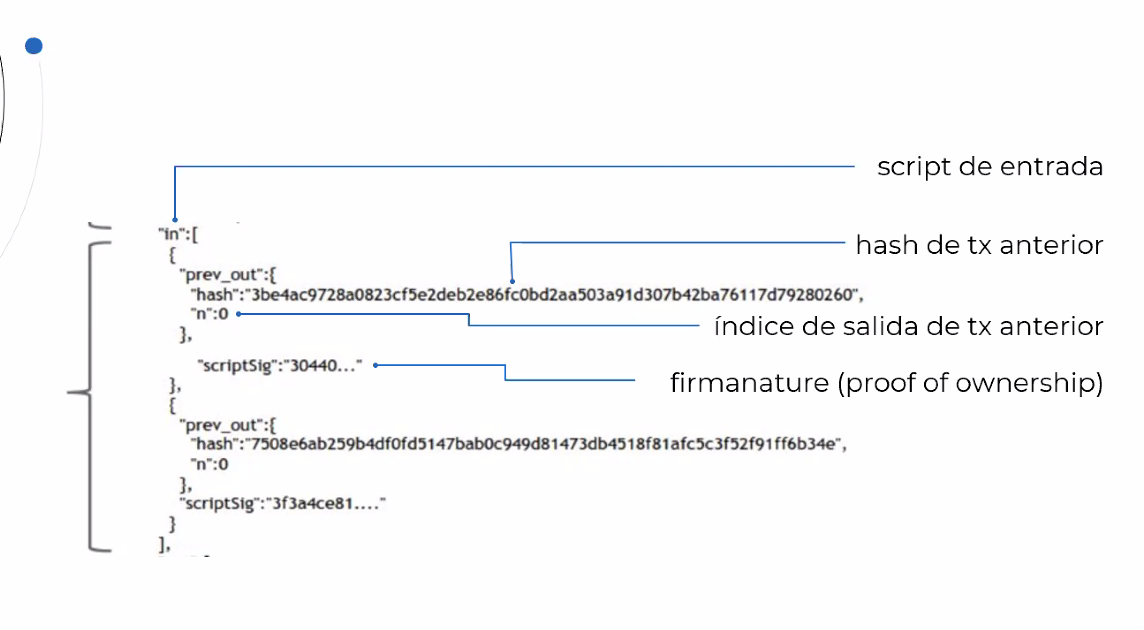 script de entrada
"in":[
{
hash de tx anterior
"prev_out":{
"hash":"3be4ac9728a0823cf5e2deb2e86fc0bd2aa503a91d307b42ba76117d79280260",
"n":0
índice de salida de tx anterior
},
"scriptSig":"30440..."
firmanature (proof of ownership)
},
{
"prev_out":{
"hash":"7508e6ab259b4df0fd5147bab0c949d81473db4518f81afc5c3f52f91ff6b34e",
"n":0
},
"scriptSig":"3f3a4ce81...."
}
],